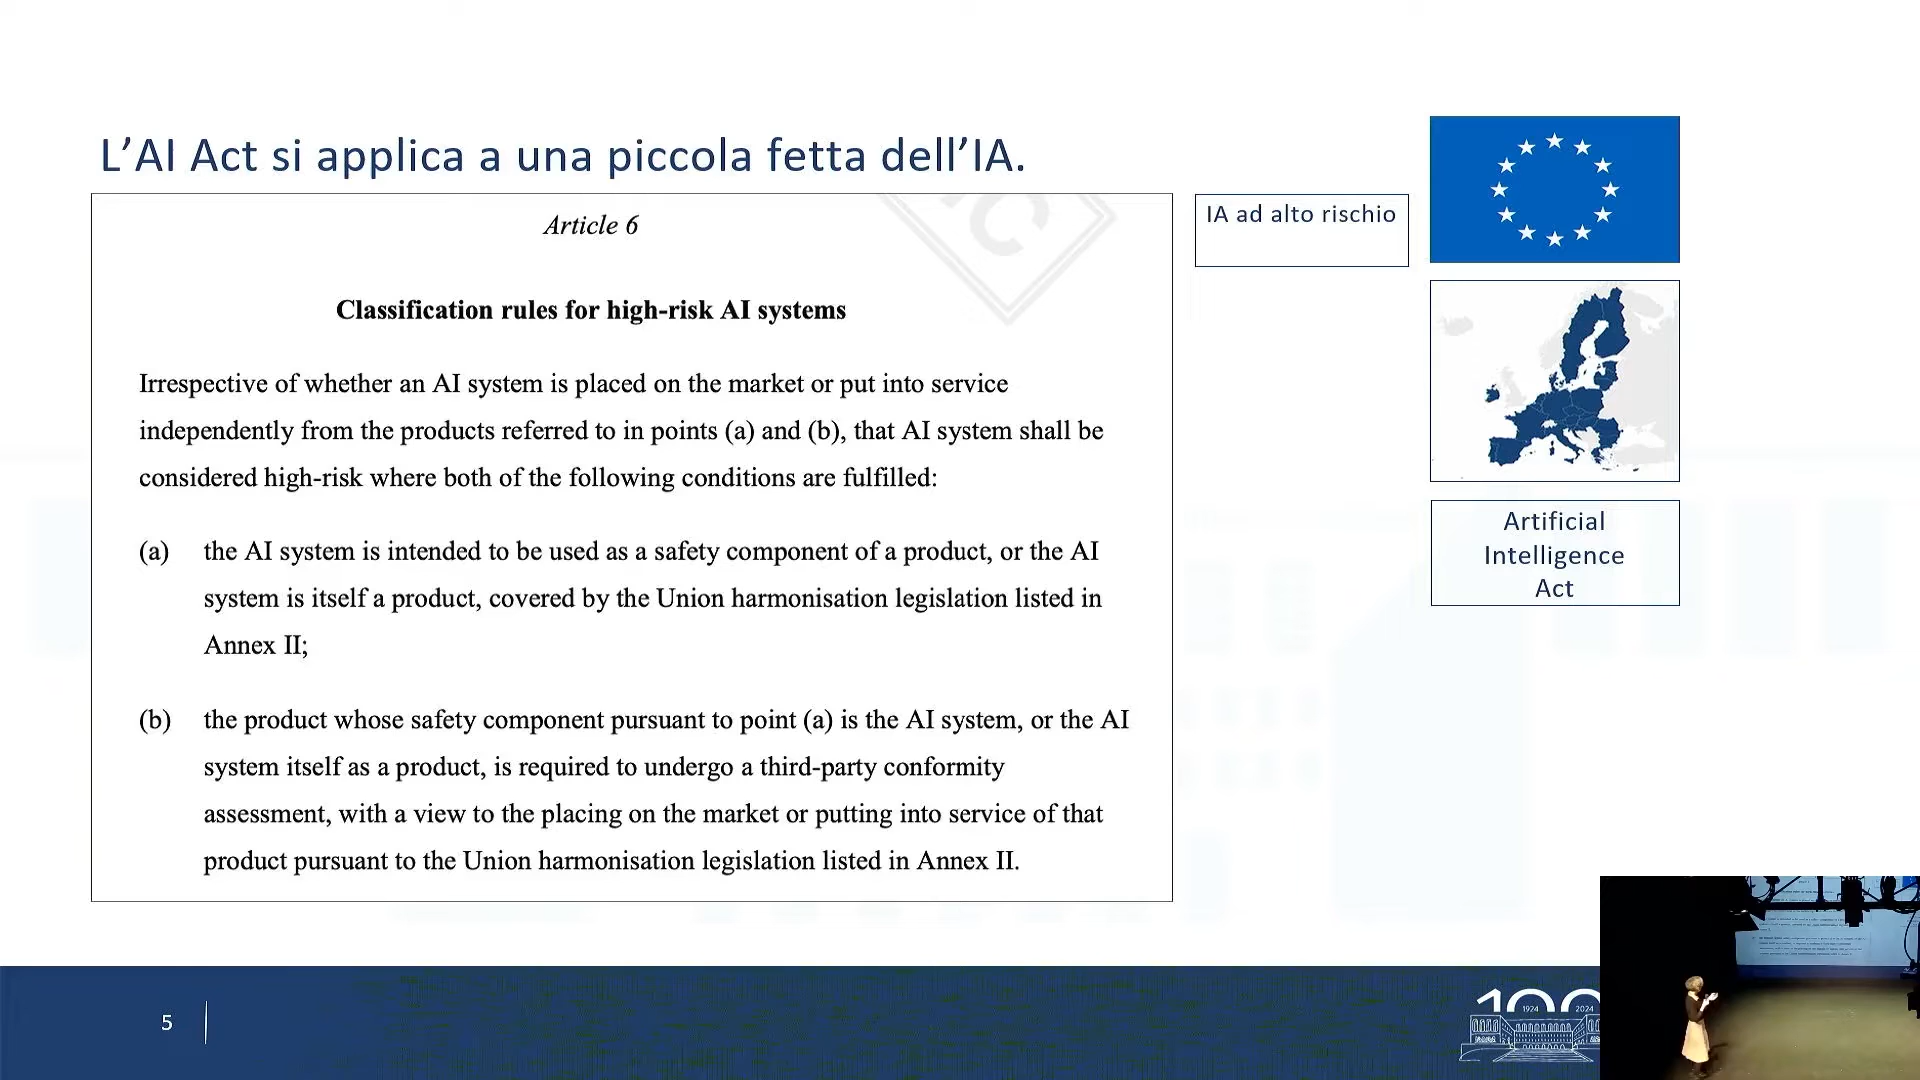 L’AI Act si applica a una piccola fetta dell’IA.
Article 6
Classification rules for high-risk AI systems
Irrespective of whether an AI system is placed on the market or put into service
independently from the products referred to in points (a) and (b), that AI system shall be
considered high-risk where both of the following conditions are fulfilled:
(a) the AI system is intended to be used as a safety component of a product, or the AI
system is itself a product, covered by the Union harmonisation legislation listed in
Annex II;
(b) the product whose safety component pursuant to point (a) is the AI system, or the AI
system itself as a product, is required to undergo a third-party conformity
assessment, with a view to the placing on the market or putting into service of that
product pursuant to the Union harmonisation legislation listed in Annex II.
IA ad alto rischio
Artificial
Intelligence
Act
5
1924 2024